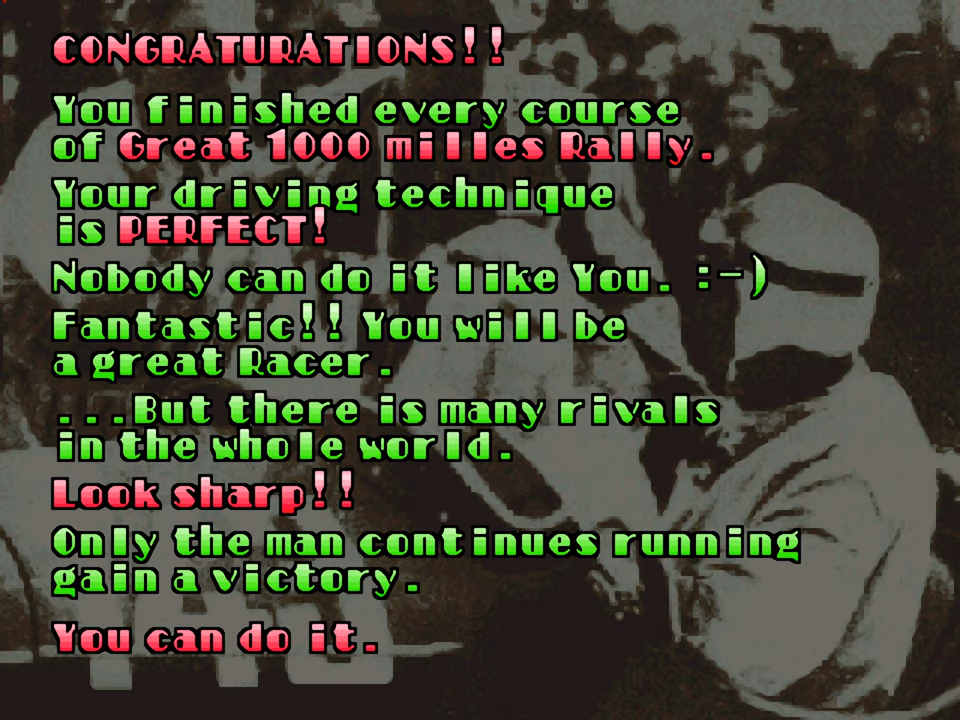 CONGRATURATIONS!!
You finished every course
of Great 1000 milles Rally.
Your driving technique
is PERFECT!
Nobody can do it like You. :-)
Fantastic!! You will be
a great Racer.
...But there is many rivals
in the whole world.
Look sharp!!
Only the man continues running
gain a victory.
You can do it.